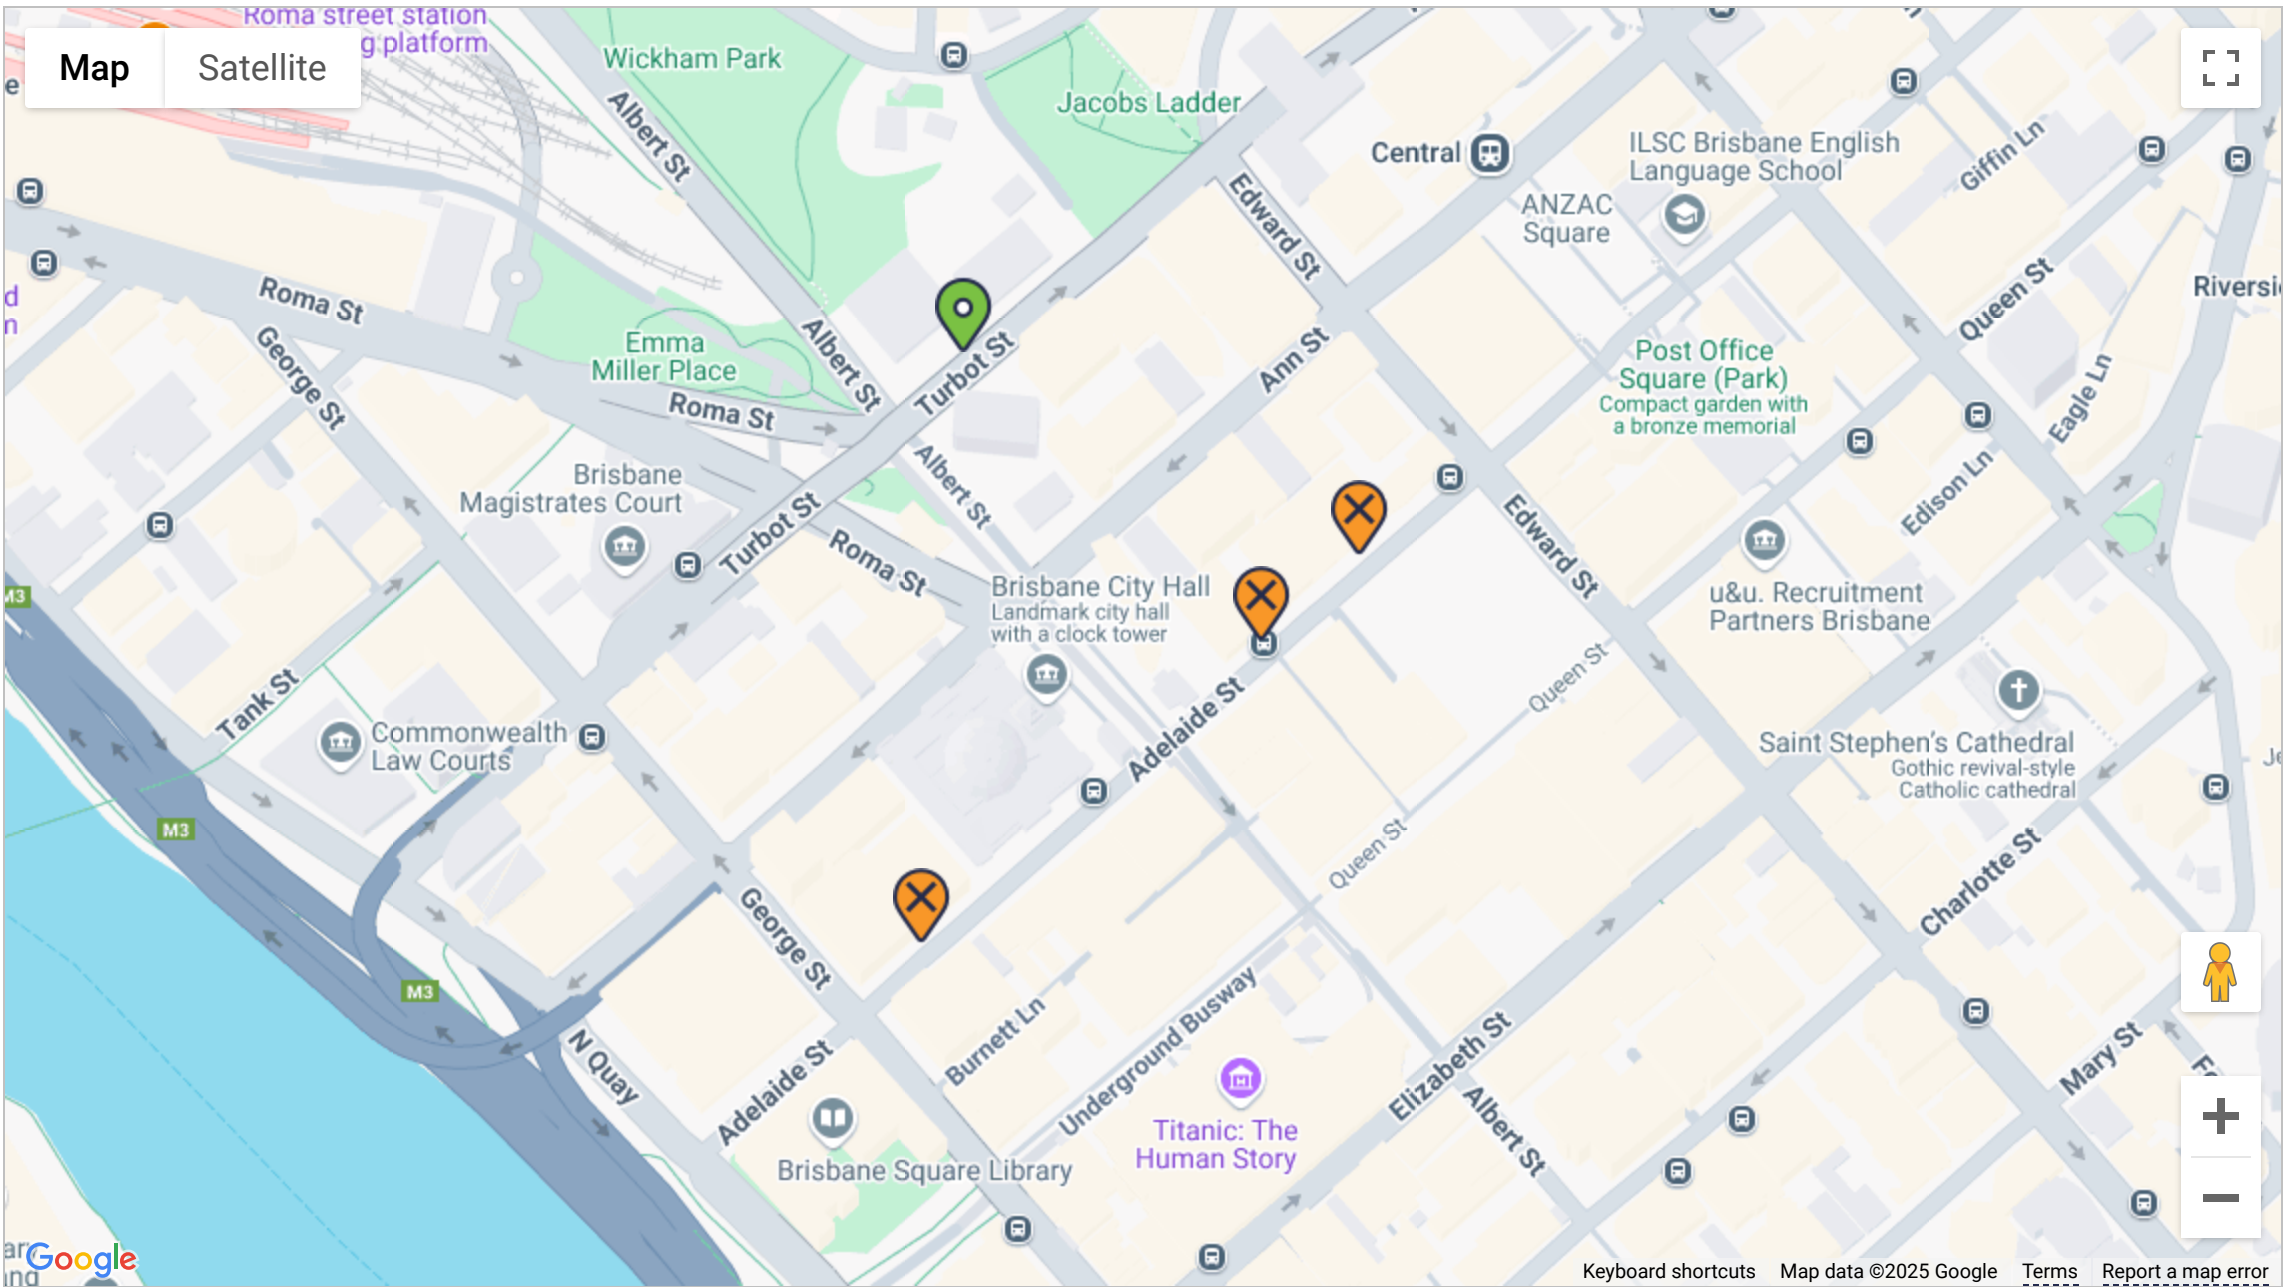 Roma street station
g platform
Map
Satellite
Wickham Park
Jacobs Ladder
Albert St
Central
ILSC Brisbane English
Language School
Giffin Ln
ANZAC
Square
Edward St
Roma St
Queen St
Riversi
George St
Emma
Miller Place
Albert St
Turbot St
Ann St
Post Office
Square (Park)
Compact garden with
a bronze memorial
Eagle Ln
Roma St
Brisbane
Magistrates Court
Albert St
Turbot St
Edison Ln
Edward St
Roma St
Brisbane City Hall
Landmark city hall
with a clock tower
u&u. Recruitment
Partners Brisbane
M3
Queen St
Tank St
Commonwealth
Law Courts
Adelaide St
Saint Stephen's Cathedral
Gothic revival-style
Catholic cathedral
M3
Queen St
Charlotte St
George St
M3
Burnett Ln
Underground Busway
N Quay
Adelaide St
Elizabeth St
Mary St
Titanic: The
Human Story
Albert St
Brisbane Square Library
Google
Keyboard shortcuts
Map data ©2025 Google
Terms
Report a map error